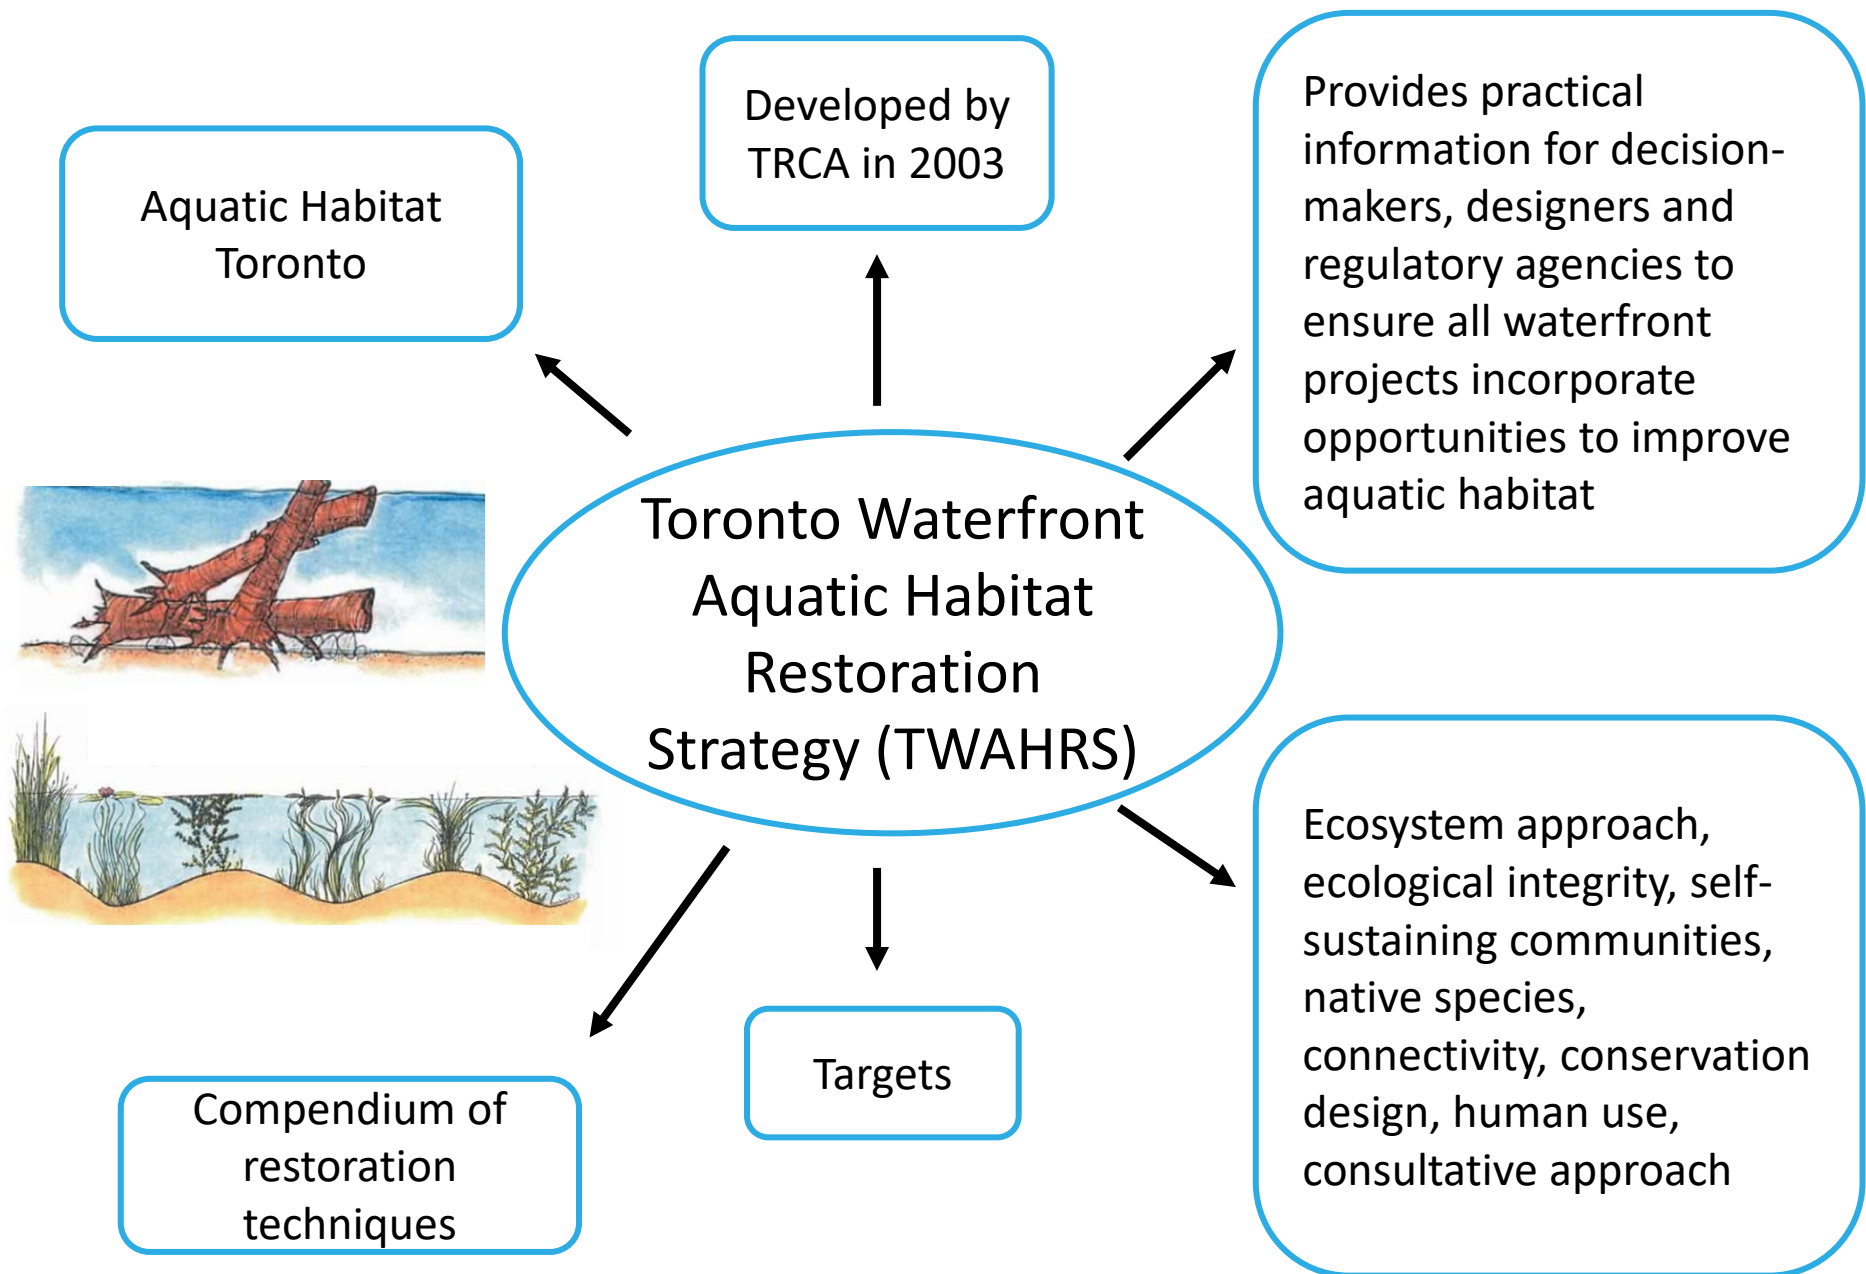 Developed by
TRCA in 2003
Aquatic Habitat
Toronto
Provides practical
information for decision-
makers, designers and
regulatory agencies to
ensure all waterfront
projects incorporate
opportunities to improve
aquatic habitat
Toronto Waterfront
Aquatic Habitat
Restoration
Strategy (TWAHRS)
Ecosystem approach,
ecological integrity, self-
sustaining communities,
native species,
connectivity, conservation
design, human use,
consultative approach
Targets
Compendium of
restoration
techniques